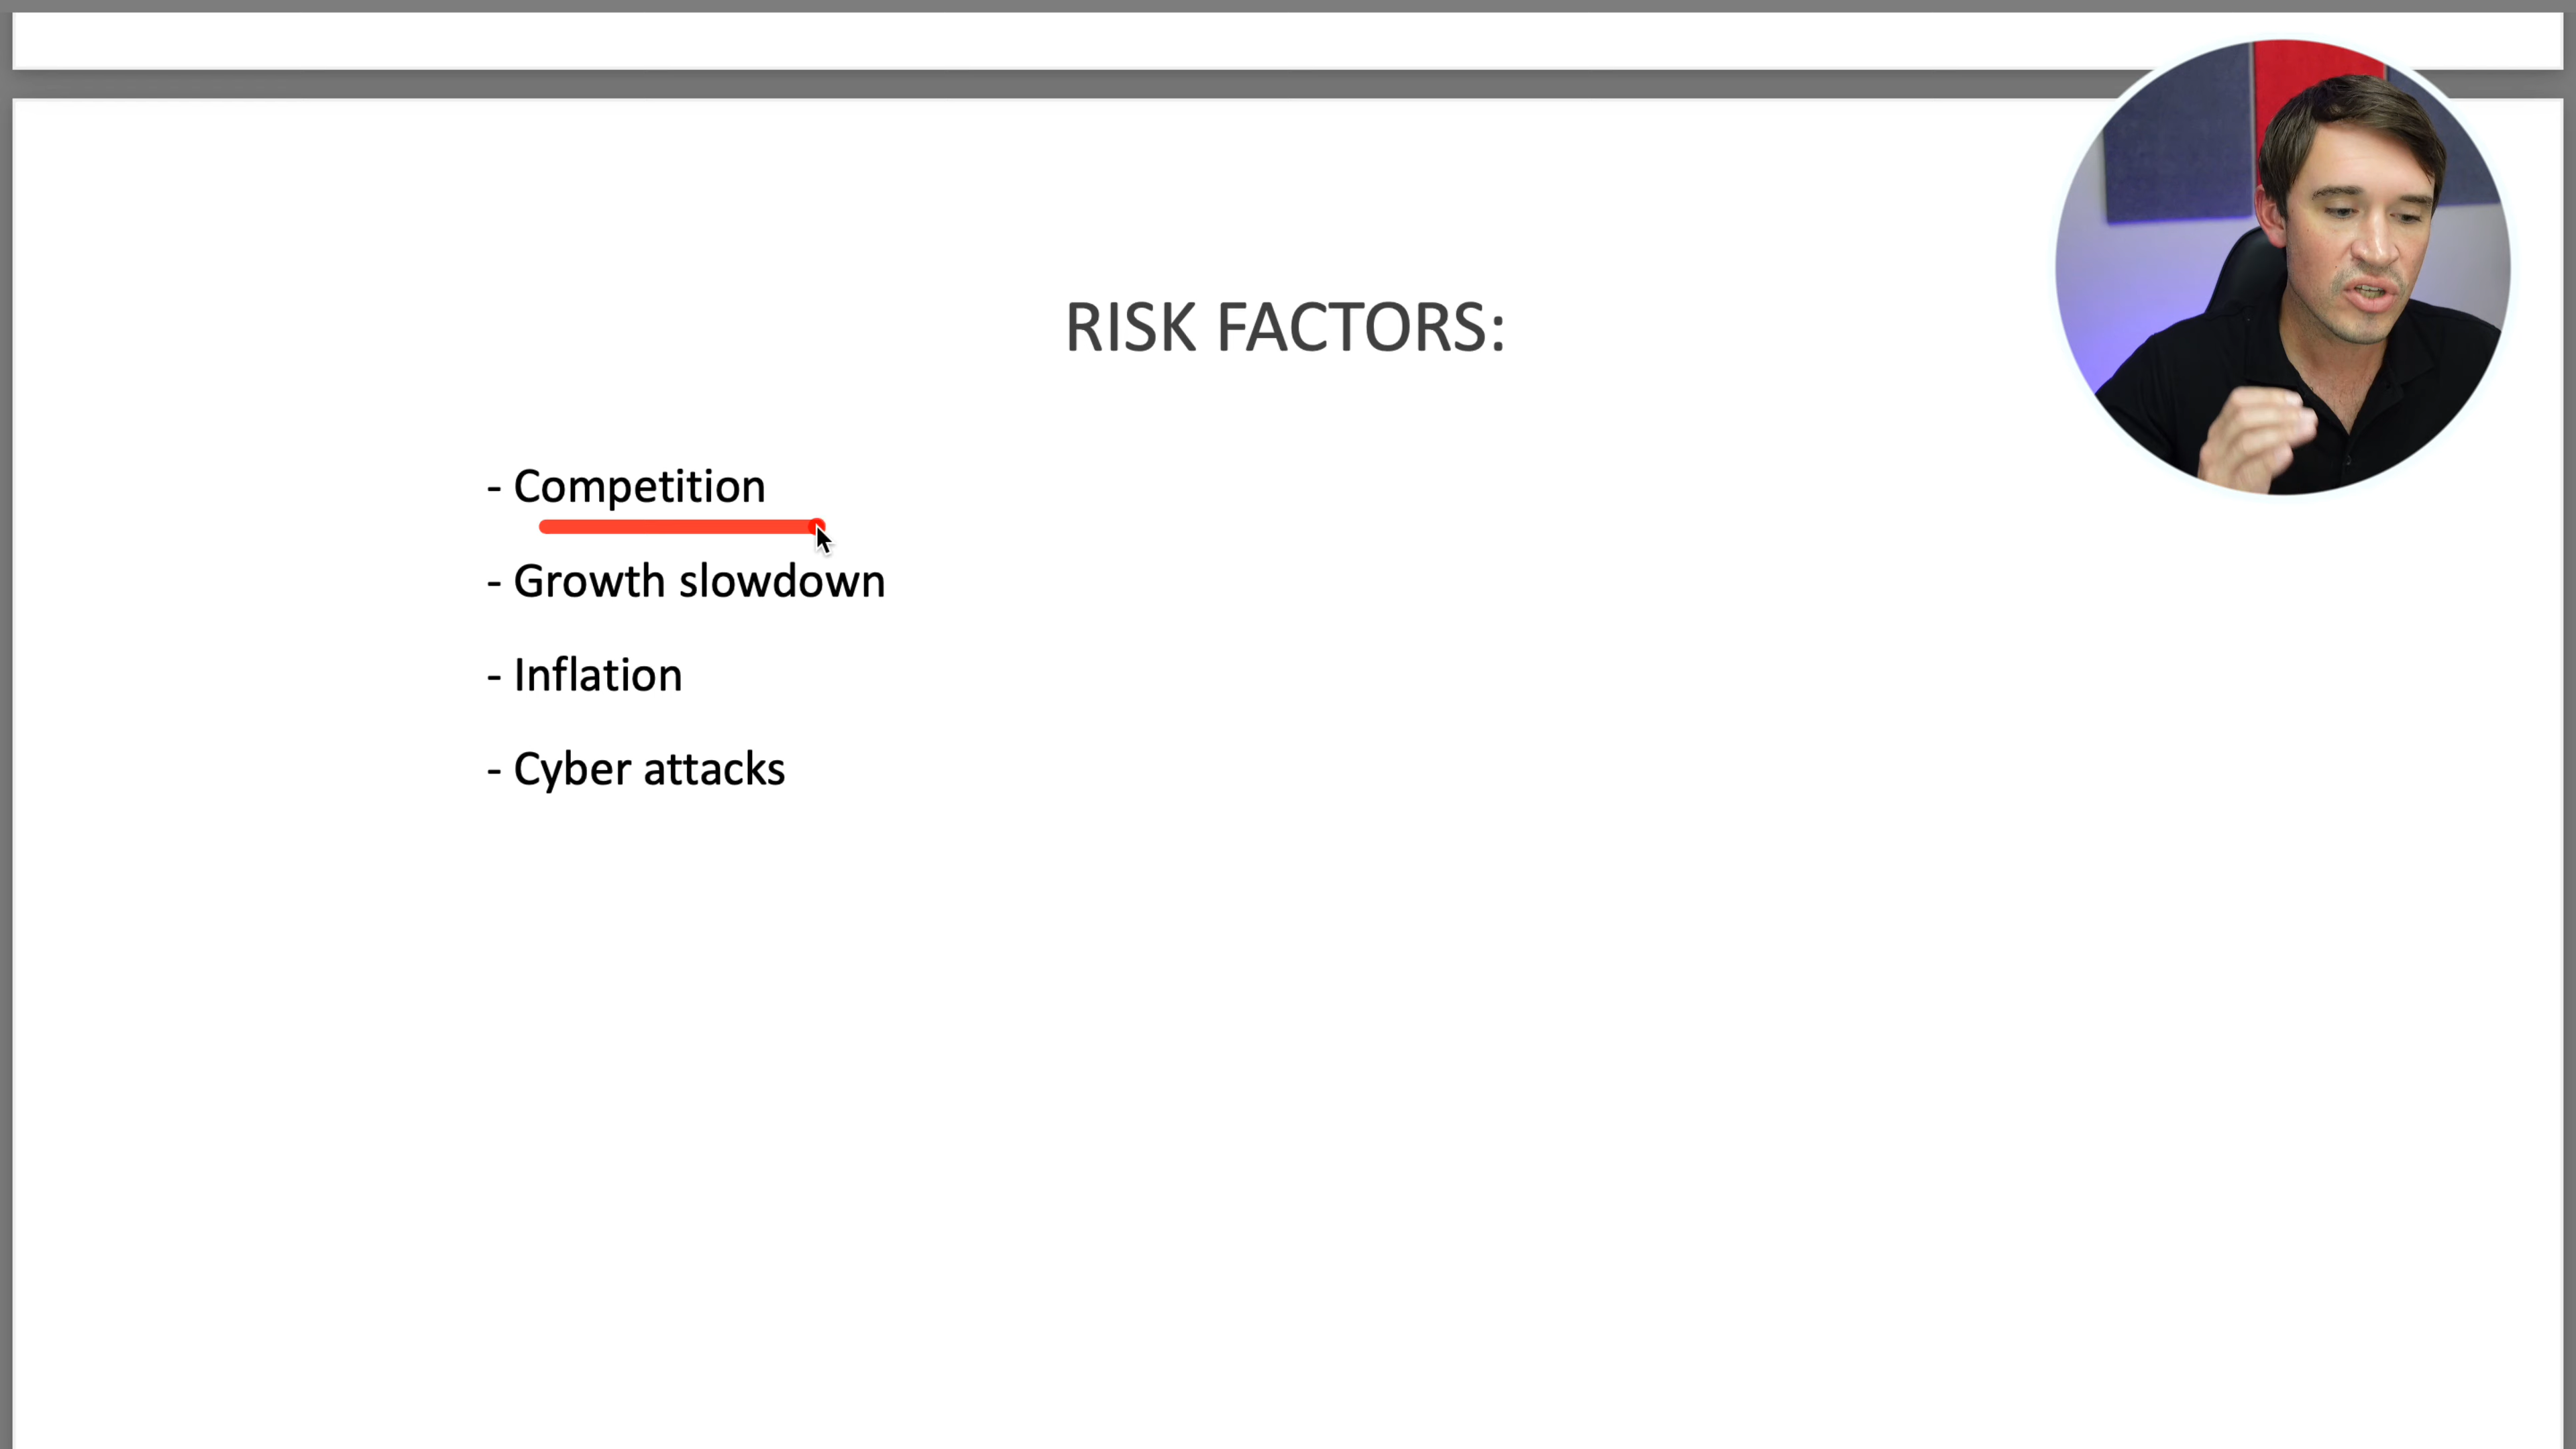 RISK FACTORS:
- Competition
- Growth slowdown
- Inflation
- Cyber attacks